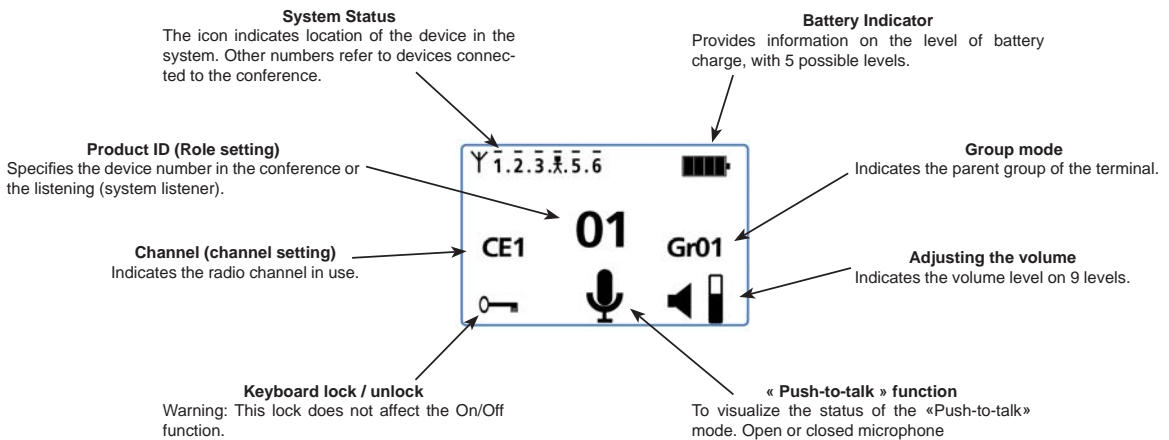 System Status
The icon indicates location of the device in the
system. Other numbers refer to devices connec-
ted to the conference.
Battery Indicator
Provides information on the level of battery
charge, with 5 possible levels.
Product ID (Role setting)
Specifies the device number in the conference or
the listening (system listener).
Group mode
Indicates the parent group of the terminal.
Channel (channel setting)
Indicates the radio channel in use.
Adjusting the volume
Indicates the volume level on 9 levels.
1.2.3. .5.6
01
CE1
Gr01
Keyboard lock / unlock
Warning: This lock does not affect the On/Off
function.
« Push-to-talk » function
To visualize the status of the «Push-to-talk»
mode. Open or closed microphone